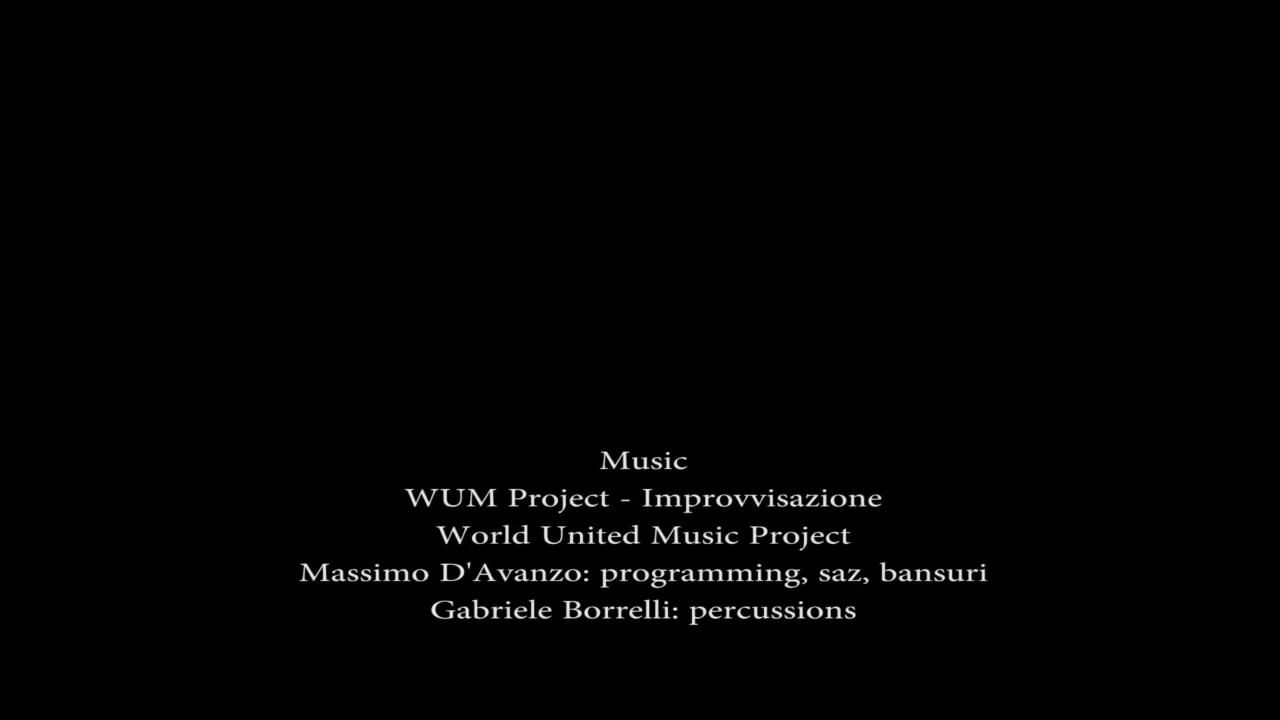 Music
WUM Project - Improvvisazione
World United Music Project
Massimo D'Avanzo: programming, saz, bansuri
Gabriele Borrelli: percussions